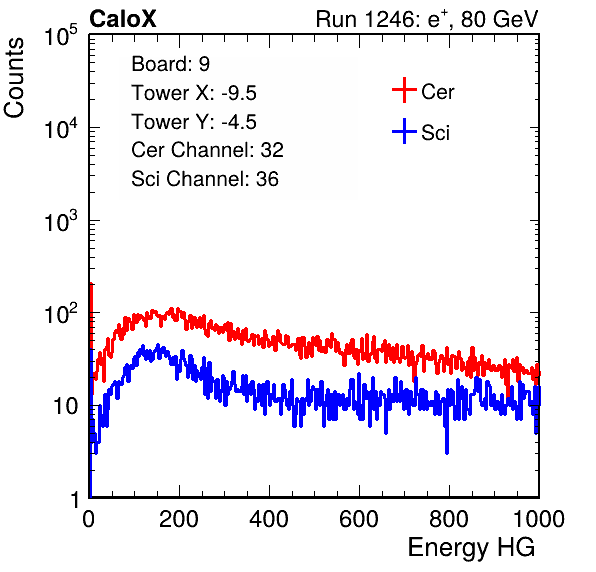 CaloX
Run 1246: e⁺, 80 GeV
Counts
Board: 9
Tower X: -9.5
Tower Y: -4.5
Cer Channel: 32
Sci Channel: 36
Cer
Sci
10⁵
10⁴
10³
10²
10
1
0 200 400 600 800 1000
Energy HG